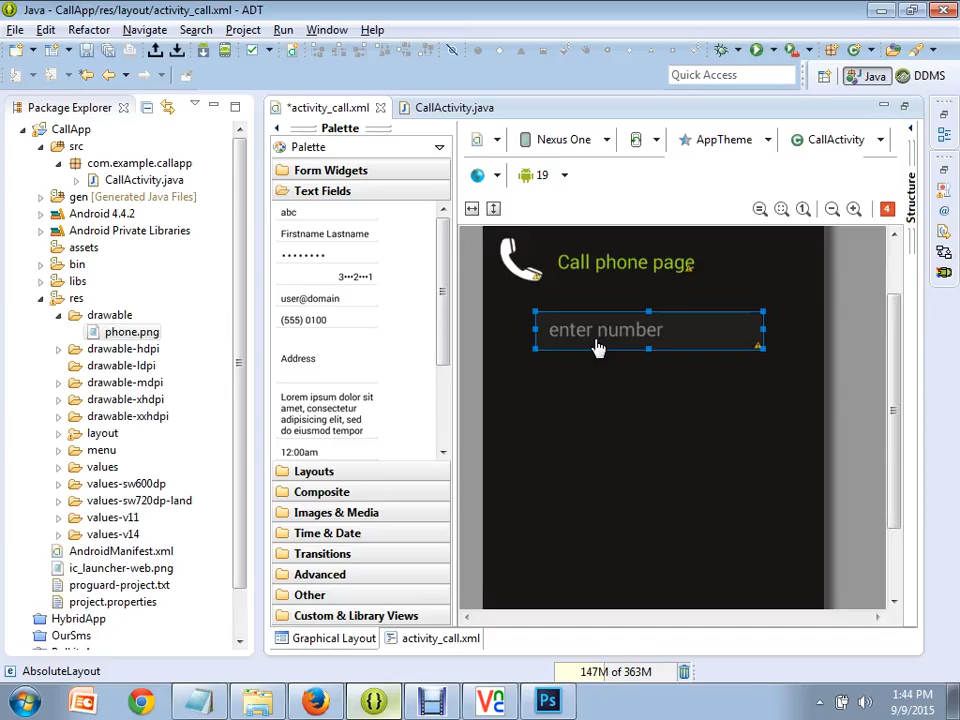 Java - CallApp/res/layout/activity_call.xml - ADT
File Edit Refactor Navigate Search Project Run Window Help
Quick Access
Java
DDMS
Package Explorer
CallApp
src
com.example.callapp
CallActivity.java
gen [Generated Java Files]
Android 4.4.2
Android Private Libraries
assets
bin
libs
res
drawable
phone.png
drawable-hdpi
drawable-ldpi
drawable-mdpi
drawable-xhdpi
drawable-xxhdpi
layout
menu
values
values-sw600dp
values-sw720dp-land
values-v11
values-v14
AndroidManifest.xml
ic_launcher-web.png
proguard-project.txt
project.properties
HybridApp
OurSms
*activity_call.xml
CallActivity.java
Palette
Palette
Form Widgets
Text Fields
abc
Firstname Lastname
3•••2•••1
user@domain
(555) 0100
Address
Lorem ipsum dolor sit
amet, consectetur
adipisicing elit, sed
do eiusmod tempor
12:00am
Layouts
Composite
Images & Media
Time & Date
Transitions
Advanced
Other
Custom & Library Views
Nexus One
AppTheme
CallActivity
19
1
4
Structure
Call phone page
enter number
Graphical Layout
activity_call.xml
AbsoluteLayout
147M of 363M
1:44 PM
9/9/2015